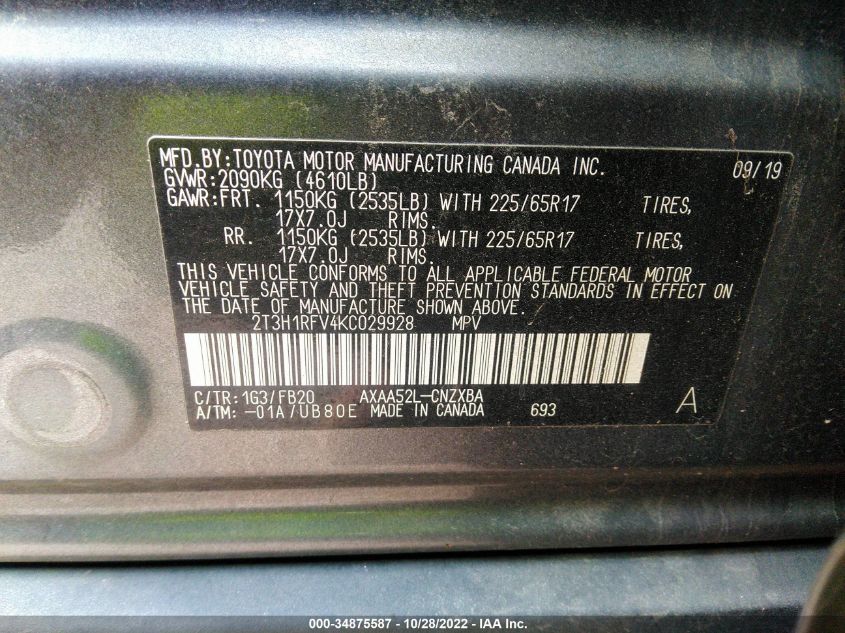 MFD.BY:TOYOTA MOTOR MANUFACTURING CANADA INC. 09/19
GVWR:2090KG (4610LB)
GAWR:FRT. 1150KG (2535LB) WITH 225/65R17 TIRES,
17X7.0J RIMS.
RR. 1150KG (2535LB) WITH 225/65R17 TIRES,
17X7.0J RIMS.
THIS VEHICLE CONFORMS TO ALL APPLICABLE FEDERAL MOTOR
VEHICLE SAFETY AND THEFT PREVENTION STANDARDS IN EFFECT ON
THE DATE OF MANUFACTURE SHOWN ABOVE.
2T3H1RFV4KC029928 MPV
C/TR:1G3/FB20 AXAA52L-CNZXBA
A/TM:-01A/UB80E MADE IN CANADA 693 A
000-34875587 - 10/28/2022 - IAA Inc.